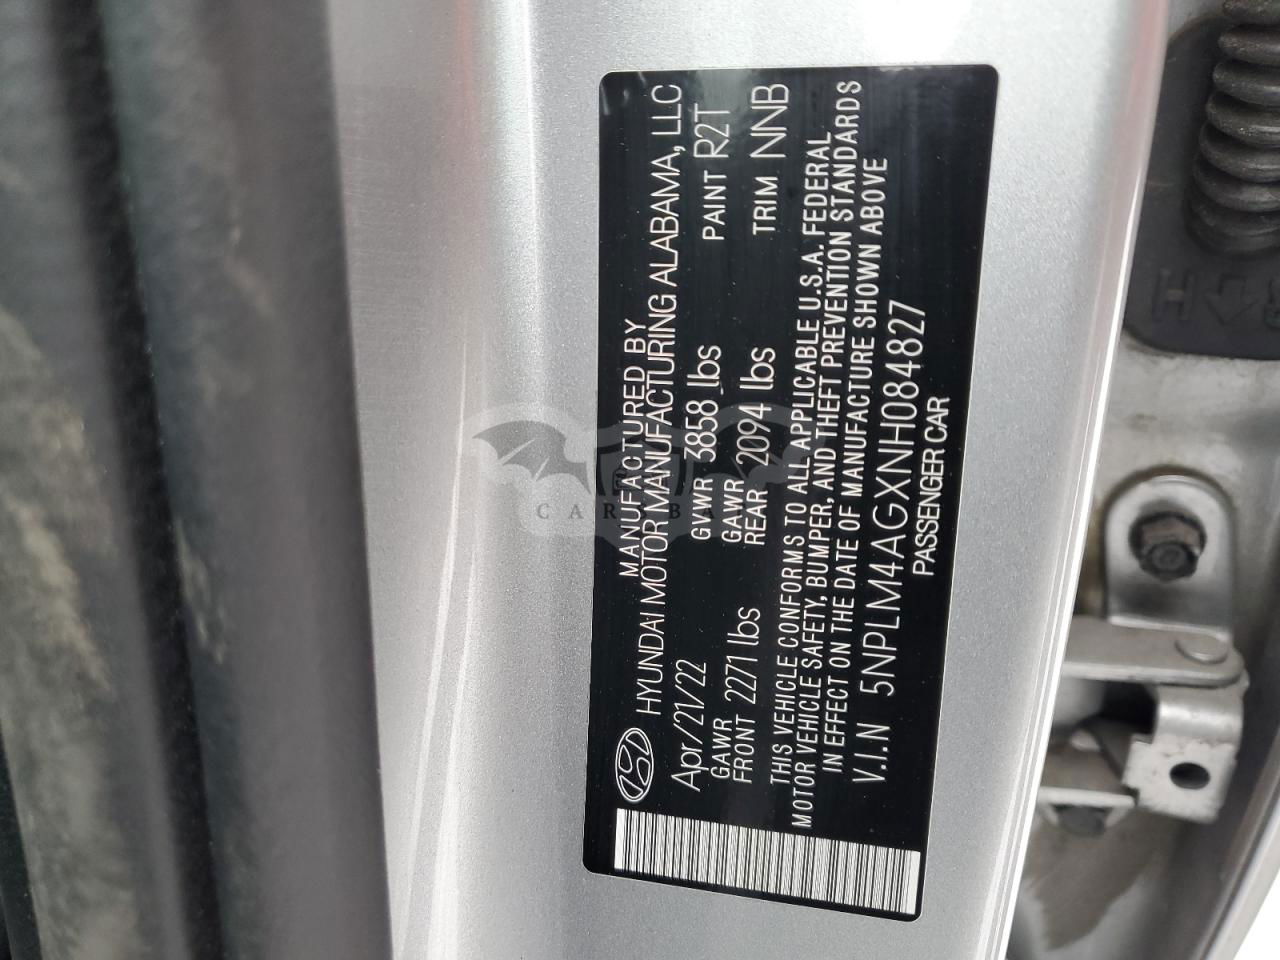 MANUFACTURED BY
HYUNDAI MOTOR MANUFACTURING ALABAMA, LLC
Apr/21/22 GVWR 3858 lbs PAINT R2T
GAWR FRONT 2271 lbs GAWR REAR 2094 lbs TRIM NNB
THIS VEHICLE CONFORMS TO ALL APPLICABLE U.S.A. FEDERAL
MOTOR VEHICLE SAFETY, BUMPER, AND THEFT PREVENTION STANDARDS
IN EFFECT ON THE DATE OF MANUFACTURE SHOWN ABOVE
V.I.N 5NPLM4AGXNH084827
PASSENGER CAR
H